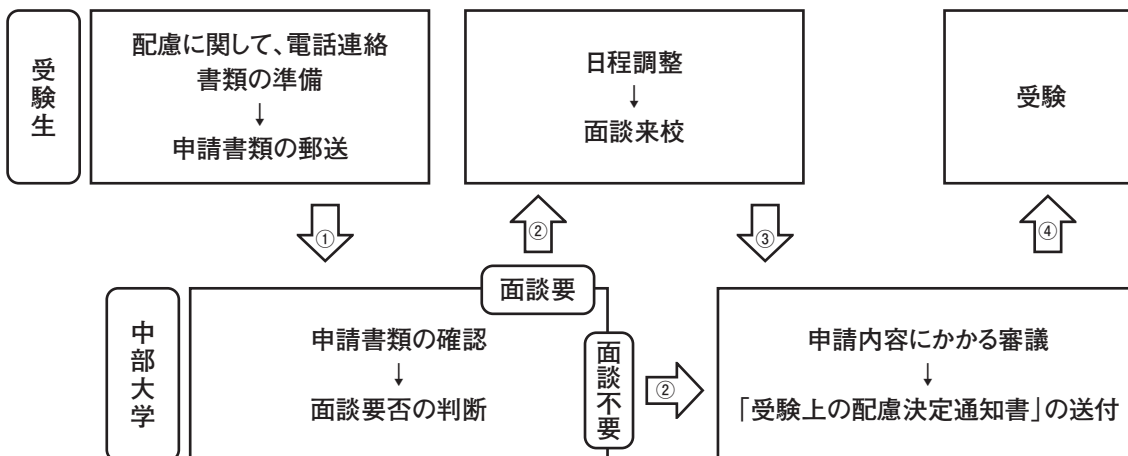 受験生
配慮に関して、電話連絡
書類の準備
↓
申請書類の郵送
日程調整
↓
面談来校
受験
①
②
③
④
中部大学
面談要
申請書類の確認
↓
面談要否の判断
面談不要
②
申請内容にかかる審議
↓
「受験上の配慮決定通知書」の送付